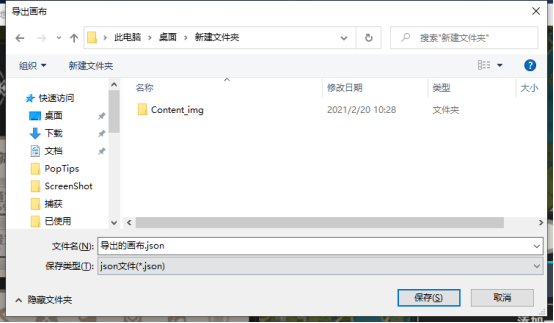 导出画布
此电脑 › 桌面 › 新建文件夹
搜索"新建文件夹"
组织 新建文件夹
名称 修改日期 类型 大小
快速访问
桌面
下载
文档
PopTips
ScreenShot
捕获
已使用
Content_img 2021/2/20 10:28 文件夹
文件名(N): 导出的画布.json
保存类型(T): json文件(*.json)
隐藏文件夹 保存(S) 取消
添加